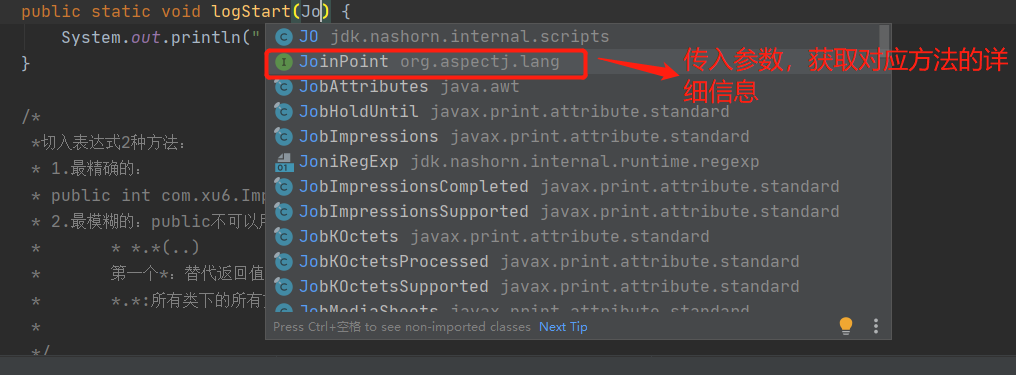 public static void logStart(Jo) {
System.out.println("
}
JO jdk.nashorn.internal.scripts
JoinPoint org.aspectj.lang
传入参数，获取对应方法的详
细信息
JobAttributes java.awt
JobHoldUntil javax.print.attribute.standard
JobImpressions javax.print.attribute.standard
JoniRegExp jdk.nashorn.internal.runtime.regexp
JobImpressionsCompleted javax.print.attribute.standard
JobImpressionsSupported javax.print.attribute.standard
JobKOctets javax.print.attribute.standard
JobKOctetsProcessed javax.print.attribute.standard
JobKOctetsSupported javax.print.attribute.standard
JobMediaSheets javax.print.attribute.standard
Press Ctrl+空格 to see non-imported classes Next Tip
/*
*切入表达式2种方法：
* 1.最精确的：
* public int com.xu6.Imp
* 2.最模糊的：public不可以用
* * *.*(..)
* 第一个*：替代返回值
* *.*:所有类下的所有
*
*/